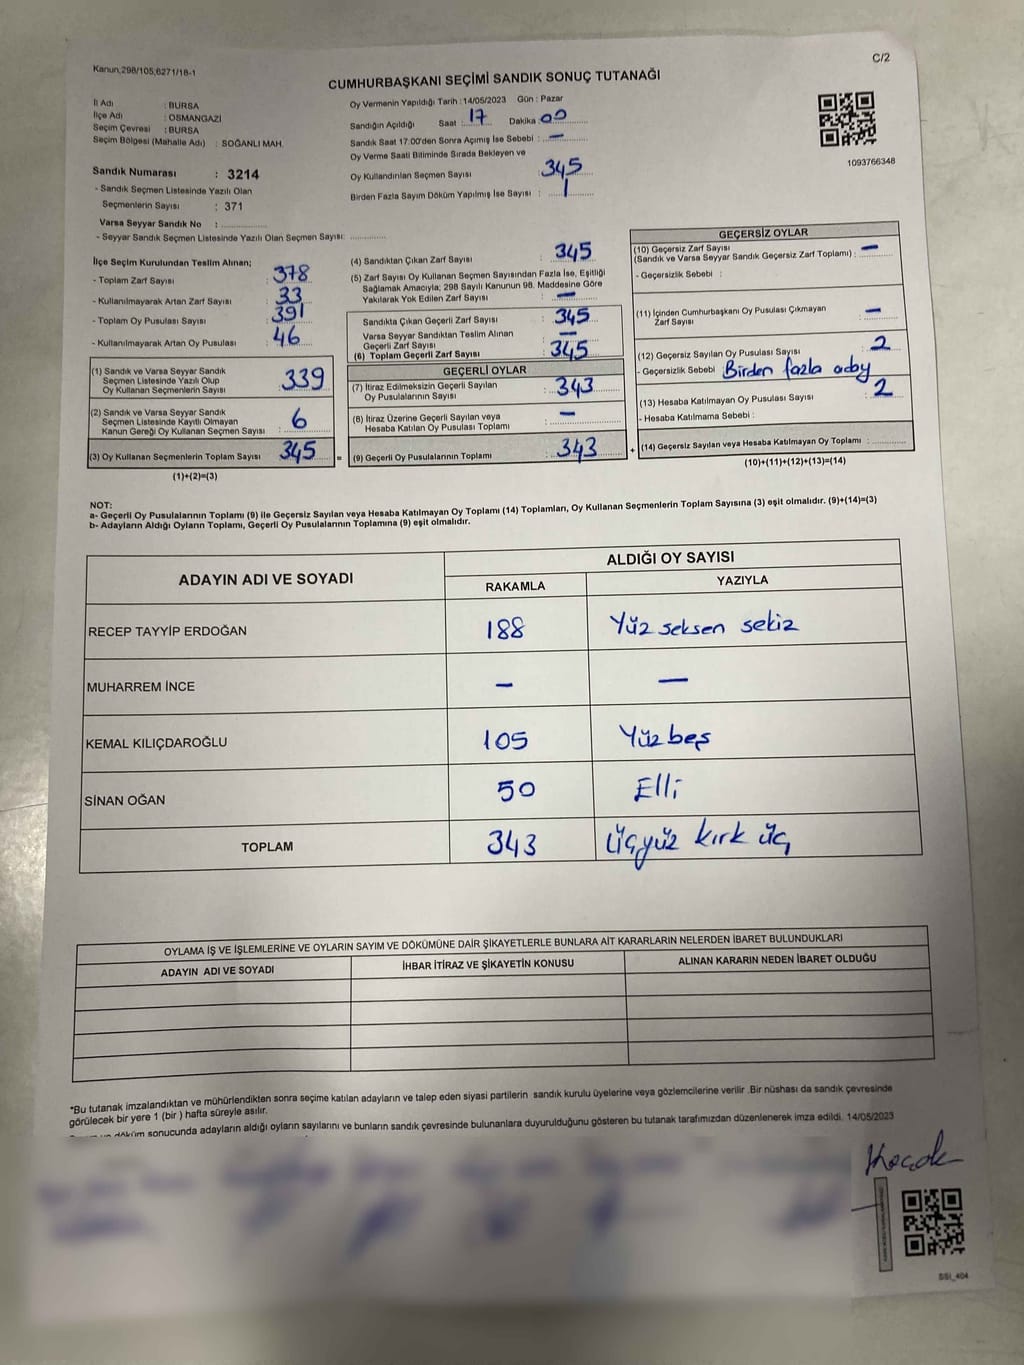 Kanun,298/105;6271/18-1
C/2
CUMHURBAŞKANI SEÇİMİ SANDIK SONUÇ TUTANAĞI
İl Adı : BURSA
İlçe Adı : OSMANGAZİ
Seçim Çevresi : BURSA
Seçim Bölgesi (Mahalle Adı) : SOĞANLI MAH.
Oy Vermenin Yapıldığı Tarih :14/05/2023 Gün : Pazar
Sandığın Açıldığı Saat : 17 Dakika : 00
Sandık Saat 17:00'den Sonra Açımış İse Sebebi : –
Oy Verme Saati Bitiminde Sırada Bekleyen ve
Oy Kullandırılan Seçmen Sayısı 345
Birden Fazla Sayım Döküm Yapılmış İse Sayısı : 1
1093766348
Sandık Numarası : 3214
- Sandık Seçmen Listesinde Yazılı Olan
Seçmenlerin Sayısı : 371
Varsa Seyyar Sandık No :
- Seyyar Sandık Seçmen Listesinde Yazılı Olan Seçmen Sayısı:
İlçe Seçim Kurulundan Teslim Alınan;
- Toplam Zarf Sayısı : 378
- Kullanılmayarak Artan Zarf Sayısı : 33
- Toplam Oy Pusulası Sayısı : 391
- Kullanılmayarak Artan Oy Pusulası : 46
(1) Sandık ve Varsa Seyyar Sandık
Seçmen Listesinde Yazılı Olup
Oy Kullanan Seçmenlerin Sayısı : 339
(2) Sandık ve Varsa Seyyar Sandık
Seçmen Listesinde Kayıtlı Olmayan
Kanun Gereği Oy Kullanan Seçmen Sayısı : 6
(3) Oy Kullanan Seçmenlerin Toplam Sayısı : 345
(1)+(2)=(3)
(4) Sandıktan Çıkan Zarf Sayısı : 345
(5) Zarf Sayısı Oy Kullanan Seçmen Sayısından Fazla İse, Eşitliği
Sağlamak Amacıyla; 298 Sayılı Kanunun 98. Maddesine Göre
Yakılarak Yok Edilen Zarf Sayısı : –
Sandıkta Çıkan Geçerli Zarf Sayısı : 345
Varsa Seyyar Sandıktan Teslim Alınan
Geçerli Zarf Sayısı : –
(6) Toplam Geçerli Zarf Sayısı : 345
GEÇERLİ OYLAR
(7) İtiraz Edilmeksizin Geçerli Sayılan
Oy Pusulalarının Sayısı : 343
(8) İtiraz Üzerine Geçerli Sayılan veya
Hesaba Katılan Oy Pusulası Toplamı : –
= (9) Geçerli Oy Pusulalarının Toplamı : 343 +
GEÇERSİZ OYLAR
(10) Geçersiz Zarf Sayısı
(Sandık ve Varsa Seyyar Sandık Geçersiz Zarf Toplamı) : –
- Geçersizlik Sebebi :
(11) İçinden Cumhurbaşkanı Oy Pusulası Çıkmayan
Zarf Sayısı : –
(12) Geçersiz Sayılan Oy Pusulası Sayısı : 2
- Geçersizlik Sebebi Birden fazla
(13) Hesaba Katılmayan Oy Pusulası Sayısı : 2
- Hesaba Katılmama Sebebi :
(14) Geçersiz Sayılan veya Hesaba Katılmayan Oy Toplamı :
(10)+(11)+(12)+(13)=(14)
NOT:
a- Geçerli Oy Pusulalarının Toplamı (9) ile Geçersiz Sayılan veya Hesaba Katılmayan Oy Toplamı (14) Toplamları, Oy Kullanan Seçmenlerin Toplam Sayısına (3) eşit olmalıdır. (9)+(14)=(3)
b- Adayların Aldığı Oyların Toplamı, Geçerli Oy Pusulalarının Toplamına (9) eşit olmalıdır.
ADAYIN ADI VE SOYADI ALDIĞI OY SAYISI
RAKAMLA YAZIYLA
RECEP TAYYİP ERDOĞAN 188 Yüz seksen sekiz
MUHARREM İNCE – —
KEMAL KILIÇDAROĞLU 105 Yüz beş
SİNAN OĞAN 50 Elli
TOPLAM 343 Üçyüz kırk üç
OYLAMA İŞ VE İŞLEMLERİNE VE OYLARIN SAYIM VE DÖKÜMÜNE DAİR ŞİKAYETLERLE BUNLARA AİT KARARLARIN NELERDEN İBARET BULUNDUKLARI
ADAYIN ADI VE SOYADI İHBAR İTİRAZ VE ŞİKAYETİN KONUSU ALINAN KARARIN NEDEN İBARET OLDUĞU
*Bu tutanak imzalandıktan ve mühürlendikten sonra seçime katılan adayların ve talep eden siyasi partilerin sandık kurulu üyelerine veya gözlemcilerine verilir .Bir nüshası da sandık çevresinde
görülecek bir yere 1 (bir ) hafta süreyle asılır.
döküm sonucunda adayların aldığı oyların sayılarını ve bunların sandık çevresinde bulunanlara duyurulduğunu gösteren bu tutanak tarafımızdan düzenlenerek imza edildi. 14/05/2023
SSI_404